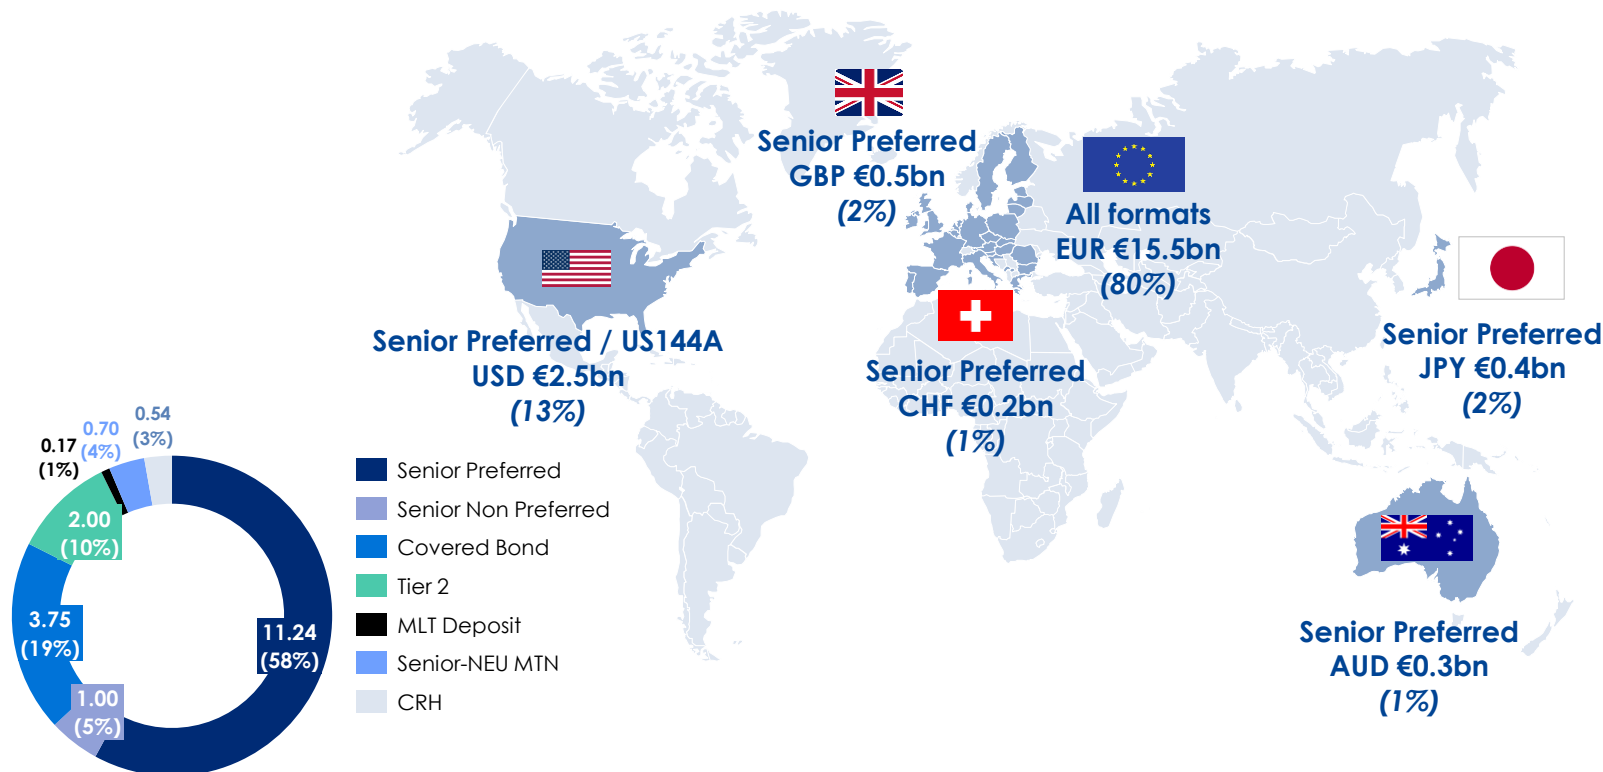 Senior Preferred
GBP €0.5bn
(2%)
All formats
EUR €15.5bn
(80%)
Senior Preferred / US144A
USD €2.5bn
(13%)
Senior Preferred
CHF €0.2bn
(1%)
Senior Preferred
JPY €0.4bn
(2%)
Senior Preferred
AUD €0.3bn
(1%)
0.54
(3%)
0.70
(4%)
0.17
(1%)
2.00
(10%)
3.75
(19%)
1.00
(5%)
11.24
(58%)
Senior Preferred
Senior Non Preferred
Covered Bond
Tier 2
MLT Deposit
Senior-NEU MTN
CRH